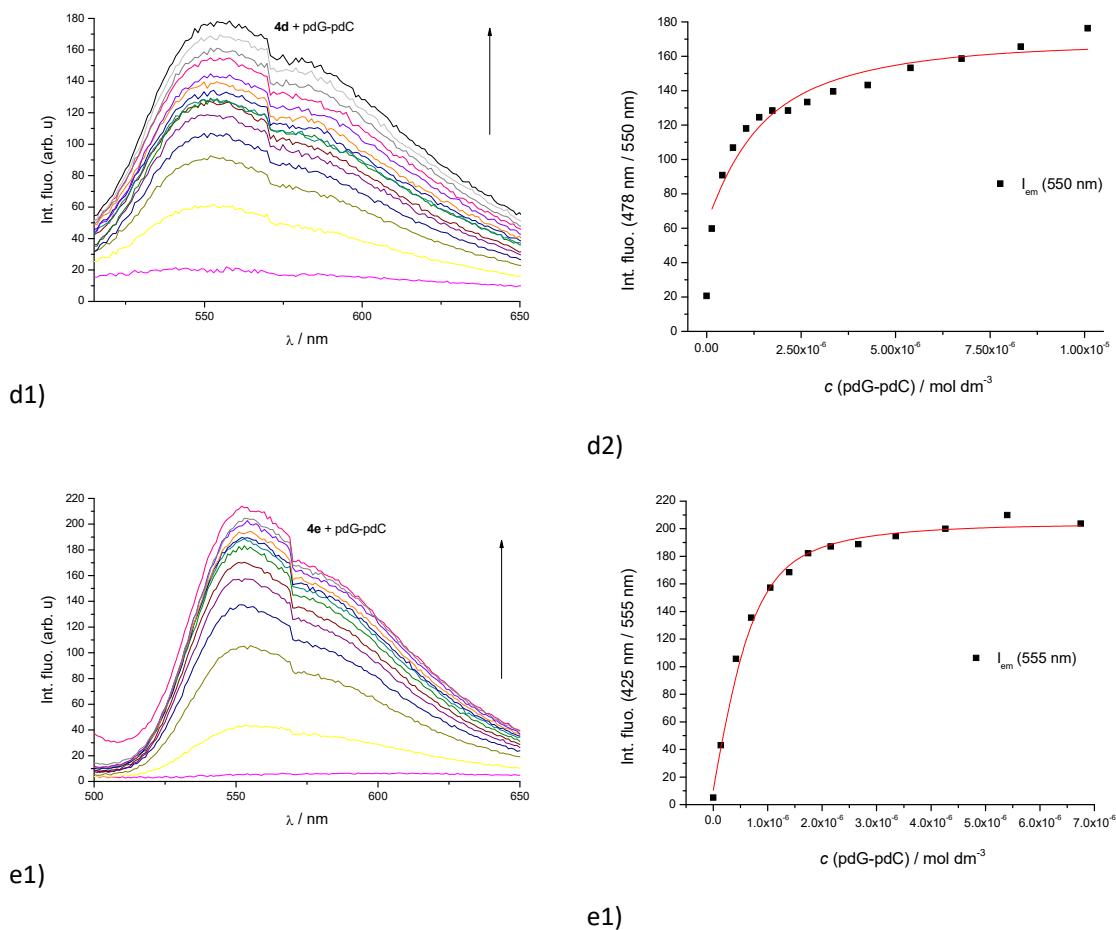 4d + pdG-pdC
Int. fluo. (arb. u)
180
160
140
120
100
80
60
40
20
0
550
600
650
λ / nm
d1)
Int. fluo. (478 nm / 550 nm)
180
160
140
120
100
80
60
40
20
0
I_em (550 nm)
0.00
2.50x10⁻⁶
5.00x10⁻⁶
7.50x10⁻⁶
1.00x10⁻⁵
c (pdG-pdC) / mol dm⁻³
d2)
4e + pdG-pdC
Int. fluo. (arb. u)
220
200
180
160
140
120
100
80
60
40
20
0
500
550
600
650
λ / nm
e1)
Int. fluo. (425 nm / 555 nm)
220
200
180
160
140
120
100
80
60
40
20
0
I_em (555 nm)
0.0
1.0x10⁻⁶
2.0x10⁻⁶
3.0x10⁻⁶
4.0x10⁻⁶
5.0x10⁻⁶
6.0x10⁻⁶
7.0x10⁻⁶
c (pdG-pdC) / mol dm⁻³
e1)